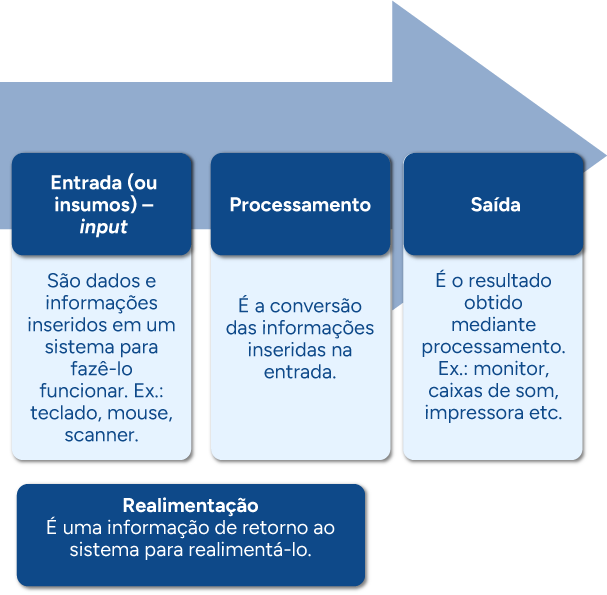 Entrada (ou
insumos) –
input
São dados e
informações
inseridos em um
sistema para
fazê-lo
funcionar. Ex.:
teclado, mouse,
scanner.
Processamento
É a conversão
das informações
inseridas na
entrada.
Saída
É o resultado
obtido
mediante
processamento.
Ex.: monitor,
caixas de som,
impressora etc.
Realimentação
É uma informação de retorno ao
sistema para realimentá-lo.